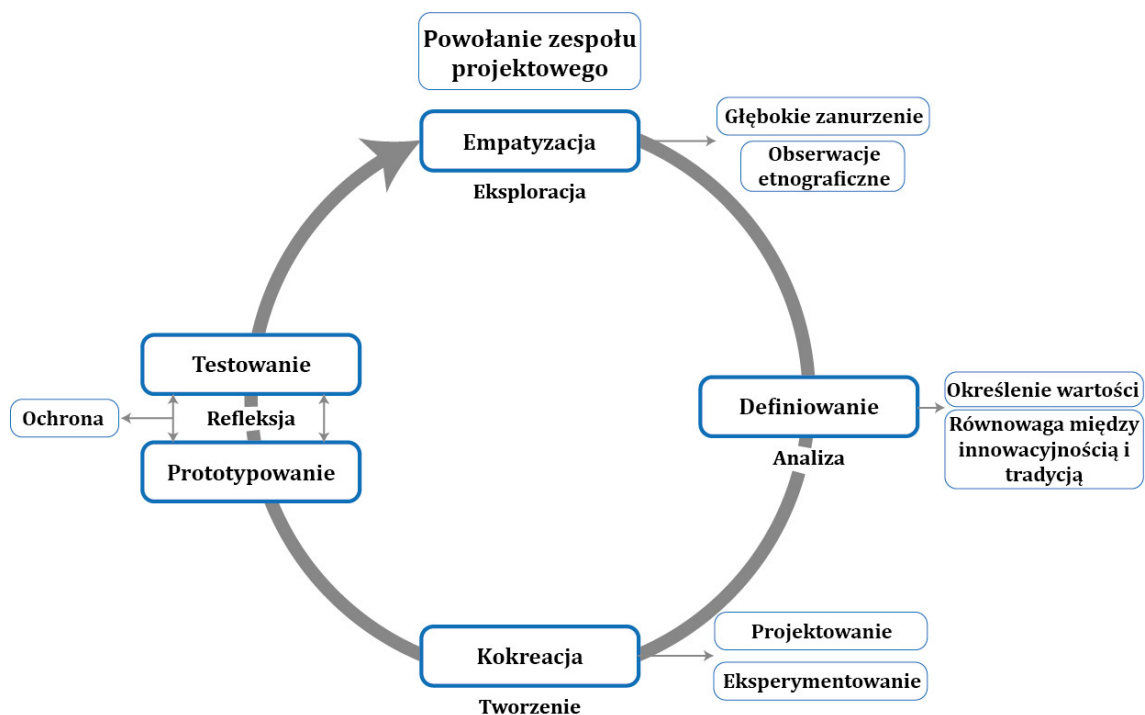 Powołanie zespołu
projektowego
Empatyzacja
Eksploracja
Głębokie zanurzenie
Obserwacje
etnograficzne
Testowanie
Refleksja
Ochrona
Prototypowanie
Definiowanie
Analiza
Określenie wartości
Równowaga między
innowacyjnością i
tradycją
Kokreacja
Tworzenie
Projektowanie
Eksperymentowanie